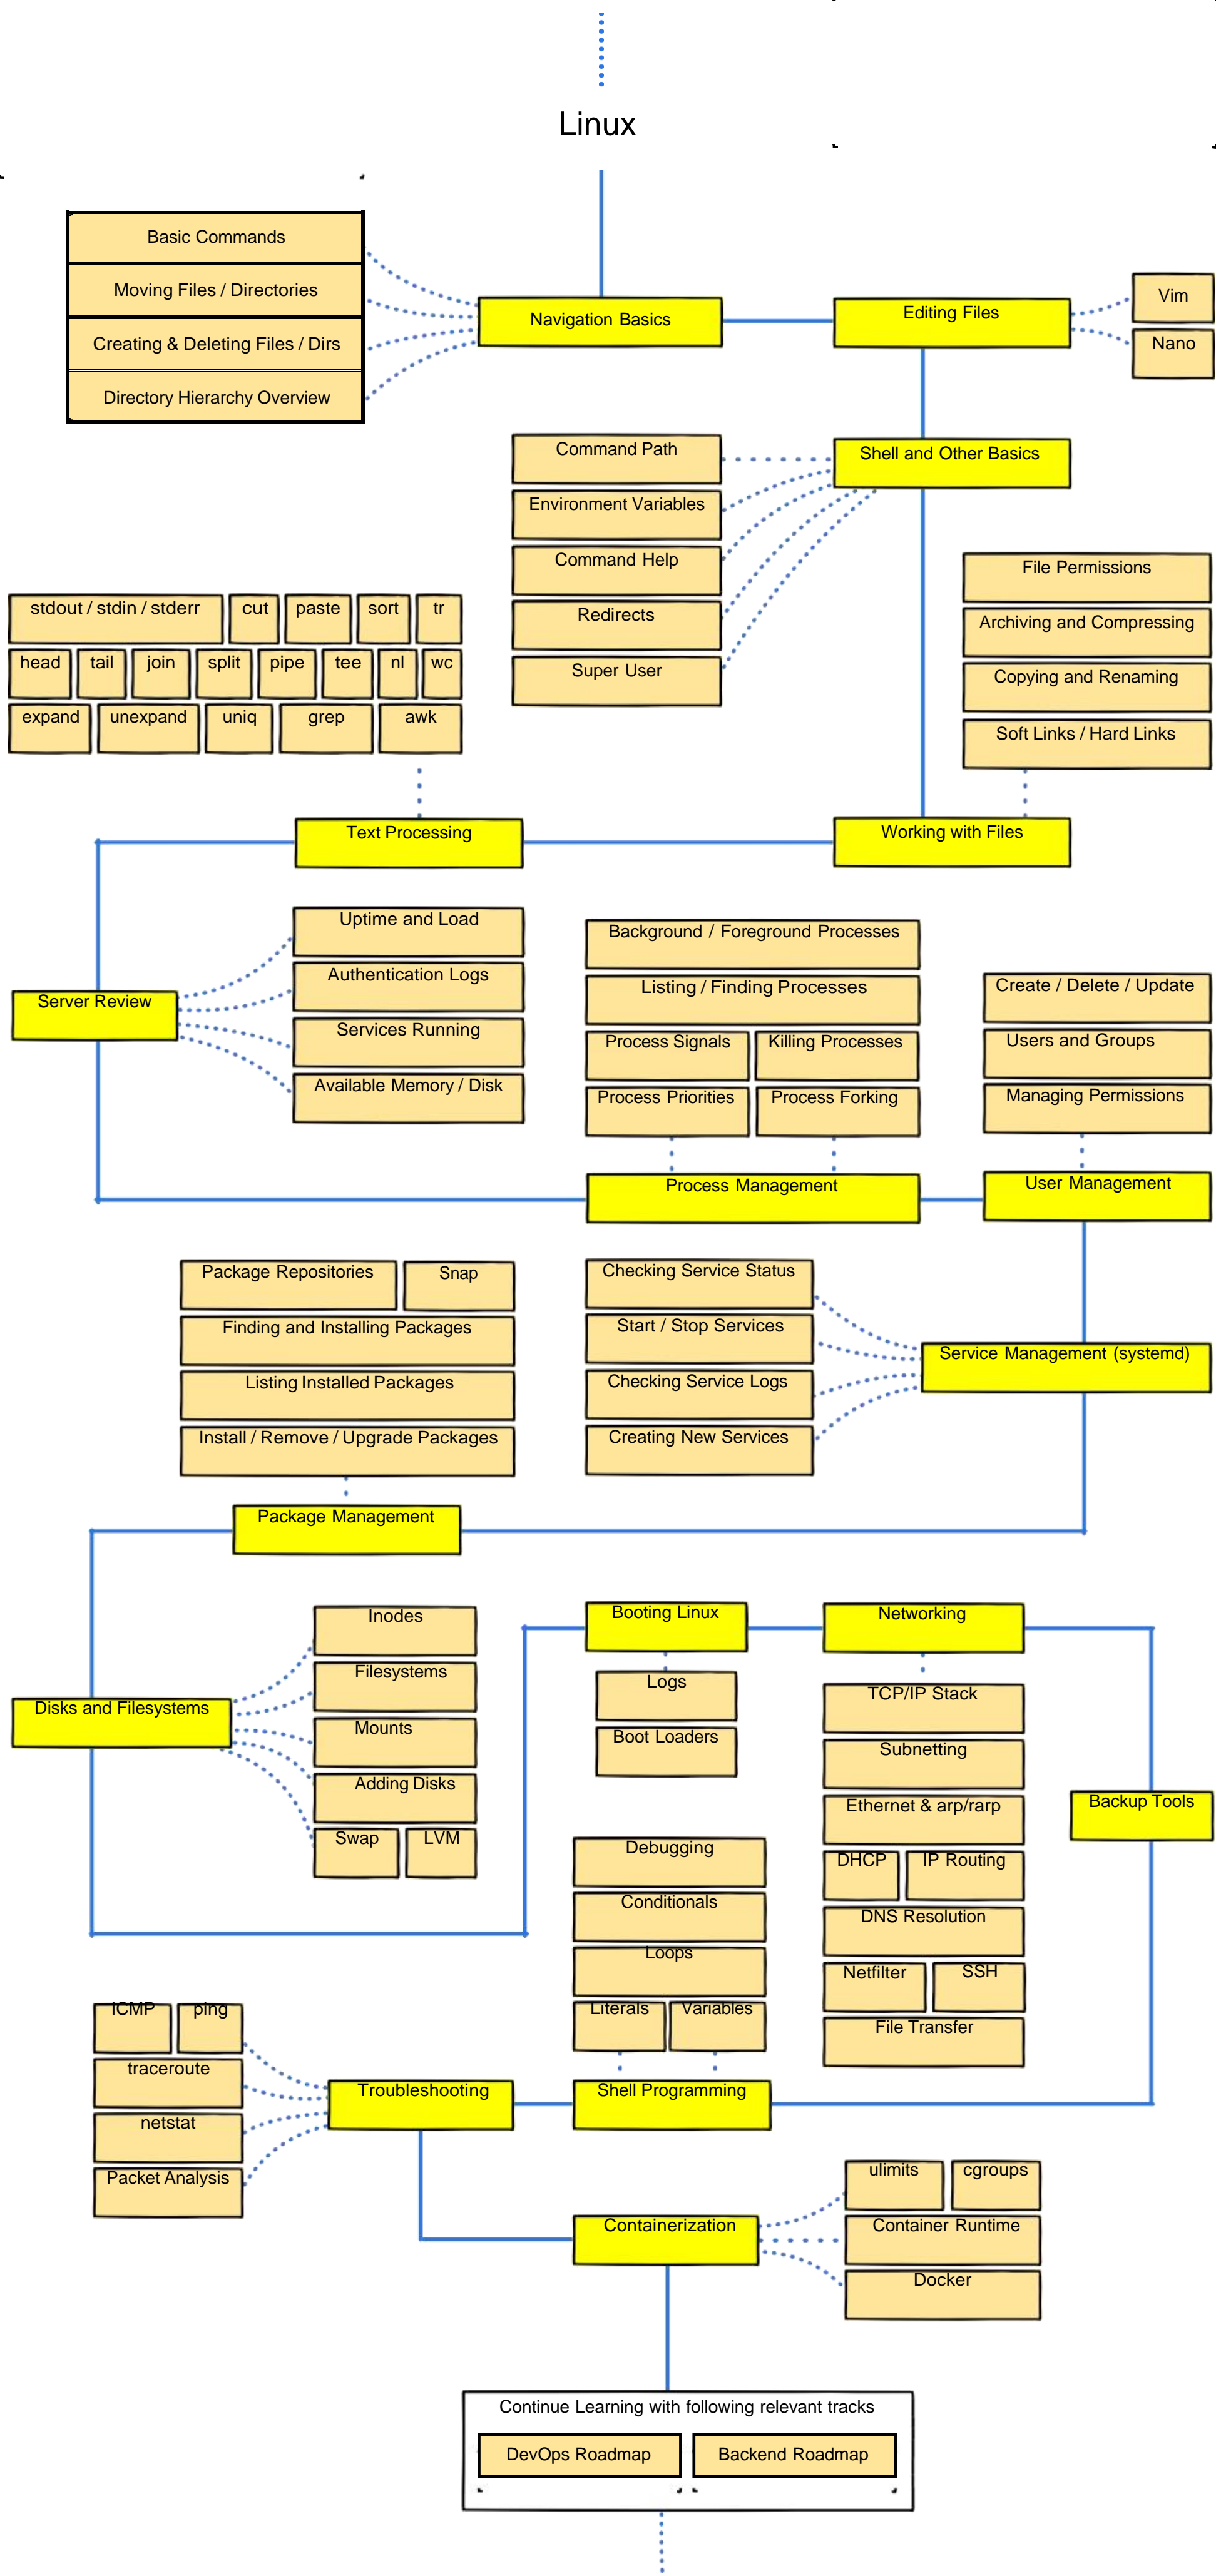 Linux
Basic Commands
Moving Files / Directories
Creating & Deleting Files / Dirs
Directory Hierarchy Overview
Navigation Basics
Editing Files
Vim
Nano
Shell and Other Basics
Command Path
Environment Variables
Command Help
Redirects
Super User
File Permissions
Archiving and Compressing
Copying and Renaming
Soft Links / Hard Links
Working with Files
stdout / stdin / stderr
cut
paste
sort
tr
head
tail
join
split
pipe
tee
nl
wc
expand
unexpand
uniq
grep
awk
Text Processing
Server Review
Uptime and Load
Authentication Logs
Services Running
Available Memory / Disk
Background / Foreground Processes
Listing / Finding Processes
Process Signals
Killing Processes
Process Priorities
Process Forking
Process Management
Create / Delete / Update
Users and Groups
Managing Permissions
User Management
Checking Service Status
Start / Stop Services
Checking Service Logs
Creating New Services
Service Management (systemd)
Package Repositories
Snap
Finding and Installing Packages
Listing Installed Packages
Install / Remove / Upgrade Packages
Package Management
Disks and Filesystems
Inodes
Filesystems
Mounts
Adding Disks
Swap
LVM
Booting Linux
Logs
Boot Loaders
Networking
TCP/IP Stack
Subnetting
Ethernet & arp/rarp
DHCP
IP Routing
DNS Resolution
Netfilter
SSH
File Transfer
Backup Tools
Debugging
Conditionals
Loops
Literals
Variables
Shell Programming
Troubleshooting
ICMP
ping
traceroute
netstat
Packet Analysis
Containerization
ulimits
cgroups
Container Runtime
Docker
Continue Learning with following relevant tracks
DevOps Roadmap
Backend Roadmap